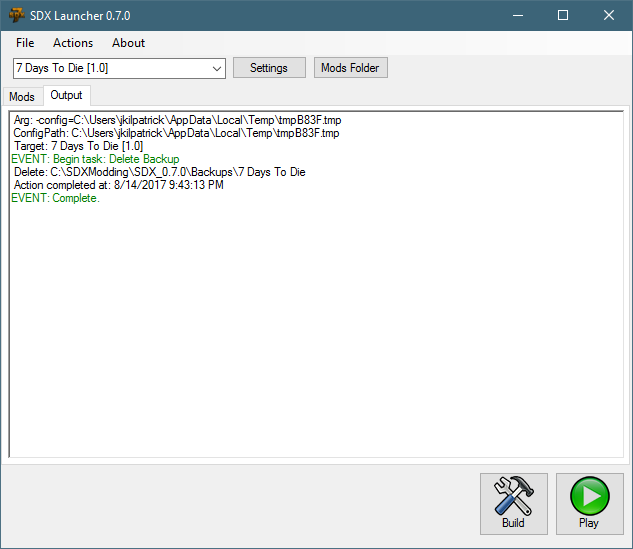 SDX Launcher 0.7.0
File Actions About
7 Days To Die [1.0] Settings Mods Folder
Mods Output
Arg: -config=C:\Users\jkilpatrick\AppData\Local\Temp\tmpB83F.tmp
ConfigPath: C:\Users\jkilpatrick\AppData\Local\Temp\tmpB83F.tmp
Target: 7 Days To Die [1.0]
EVENT: Begin task: Delete Backup
Delete: C:\SDXModding\SDX_0.7.0\Backups\7 Days To Die
Action completed at: 8/14/2017 9:43:13 PM
EVENT: Complete.
Build Play